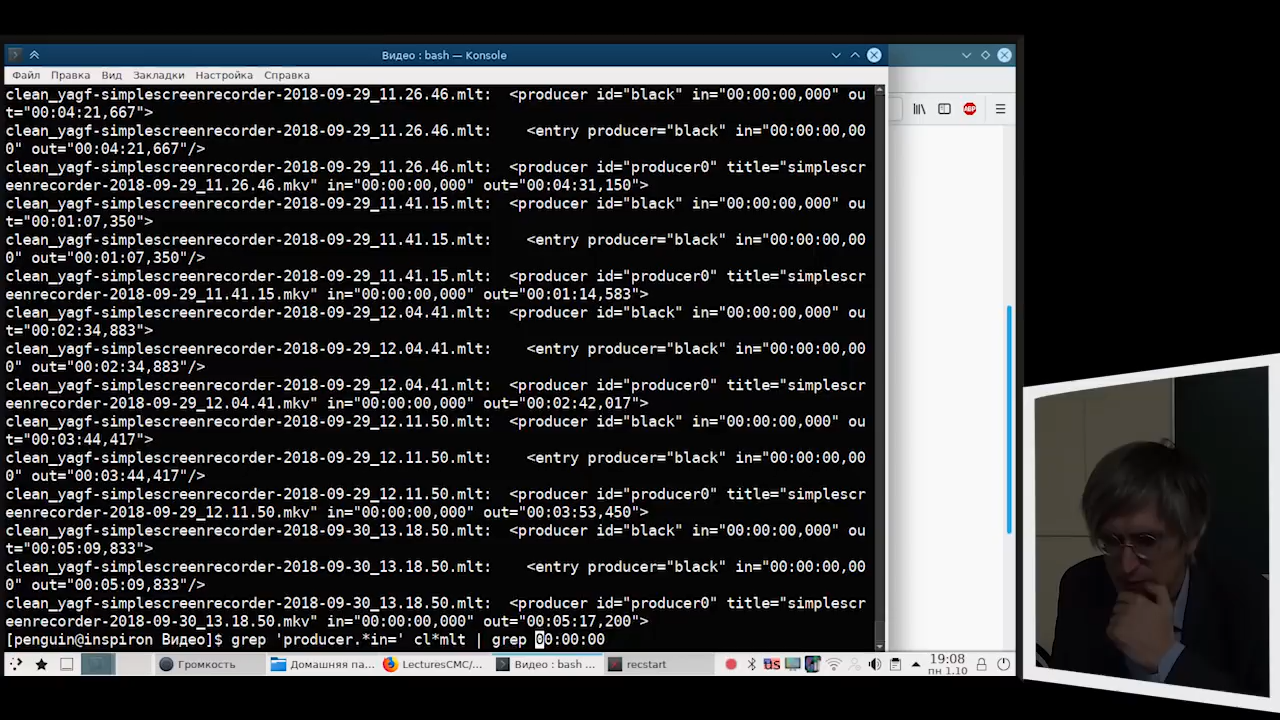 Видео : bash — Konsole
Файл Правка Вид Закладки Настройка Справка
clean_yagf-simplescreenrecorder-2018-09-29_11.26.46.mlt:  <producer id="black" in="00:00:00,000" ou
t="00:04:21,667">
clean_yagf-simplescreenrecorder-2018-09-29_11.26.46.mlt:    <entry producer="black" in="00:00:00,00
0" out="00:04:21,667"/>
clean_yagf-simplescreenrecorder-2018-09-29_11.26.46.mlt:  <producer id="producer0" title="simplescr
eenrecorder-2018-09-29_11.26.46.mkv" in="00:00:00,000" out="00:04:31,150">
clean_yagf-simplescreenrecorder-2018-09-29_11.41.15.mlt:  <producer id="black" in="00:00:00,000" ou
t="00:01:07,350">
clean_yagf-simplescreenrecorder-2018-09-29_11.41.15.mlt:    <entry producer="black" in="00:00:00,00
0" out="00:01:07,350"/>
clean_yagf-simplescreenrecorder-2018-09-29_11.41.15.mlt:  <producer id="producer0" title="simplescr
eenrecorder-2018-09-29_11.41.15.mkv" in="00:00:00,000" out="00:01:14,583">
clean_yagf-simplescreenrecorder-2018-09-29_12.04.41.mlt:  <producer id="black" in="00:00:00,000" ou
t="00:02:34,883">
clean_yagf-simplescreenrecorder-2018-09-29_12.04.41.mlt:    <entry producer="black" in="00:00:00,00
0" out="00:02:34,883"/>
clean_yagf-simplescreenrecorder-2018-09-29_12.04.41.mlt:  <producer id="producer0" title="simplescr
eenrecorder-2018-09-29_12.04.41.mkv" in="00:00:00,000" out="00:02:42,017">
clean_yagf-simplescreenrecorder-2018-09-29_12.11.50.mlt:  <producer id="black" in="00:00:00,000" ou
t="00:03:44,417">
clean_yagf-simplescreenrecorder-2018-09-29_12.11.50.mlt:    <entry producer="black" in="00:00:00,00
0" out="00:03:44,417"/>
clean_yagf-simplescreenrecorder-2018-09-29_12.11.50.mlt:  <producer id="producer0" title="simplescr
eenrecorder-2018-09-29_12.11.50.mkv" in="00:00:00,000" out="00:03:53,450">
clean_yagf-simplescreenrecorder-2018-09-30_13.18.50.mlt:  <producer id="black" in="00:00:00,000" ou
t="00:05:09,833">
clean_yagf-simplescreenrecorder-2018-09-30_13.18.50.mlt:    <entry producer="black" in="00:00:00,00
0" out="00:05:09,833"/>
clean_yagf-simplescreenrecorder-2018-09-30_13.18.50.mlt:  <producer id="producer0" title="simplescr
eenrecorder-2018-09-30_13.18.50.mkv" in="00:00:00,000" out="00:05:17,200">
[penguin@inspiron Видео]$ grep 'producer.*in=' cl*mlt | grep 00:00:00
Громкость Домашняя па... LecturesCMC/... Видео : bash ... recstart US 19:08
пн 1.10
ABP